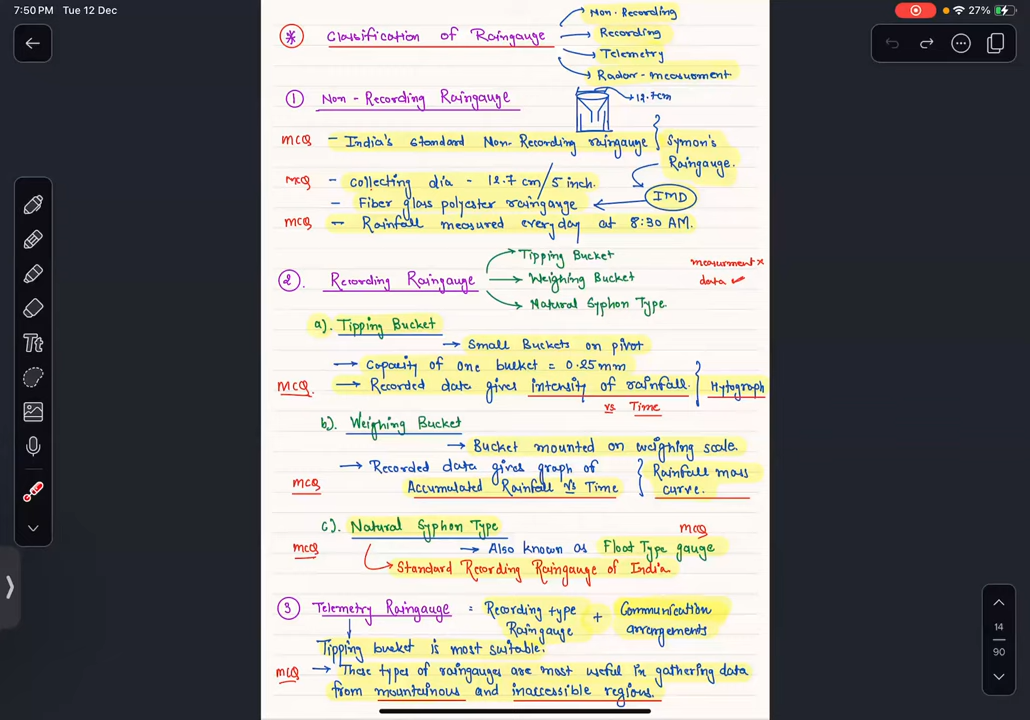 7:50 PM Tue 12 Dec
27%
Non-Recording
* Classification of Raingauge
Recording
Telemetry
Radar-measurment
① Non-Recording Raingauge
12.7cm
MCQ - India's standard Non-Recording raingauge } Symon's
Raingauge.
MCQ - collecting dia - 12.7 cm / 5 inch.
IMD
- Fiber glass polyester raingauge
MCQ - Rainfall measured everyday at 8:30 AM.
Tipping Bucket
②. Recording Raingauge → Weighing Bucket
Natural Syphon Type
measurment ×
data ✓
a). Tipping Bucket
→ Small Buckets on pivot
→ Capacity of one bucket = 0.25mm
MCQ. → Recorded data gives intensity of rainfall. } Hytograph
vs Time
b). Weighing Bucket
→ Bucket mounted on weighing scale.
→ Recorded data gives graph of } Rainfall mass
MCQ Accumulated Rainfall vs Time curve.
c). Natural Syphon Type
MCQ
MCQ → Also known as Float Type gauge
→ Standard Recording Raingauge of India.
③ Telemetry Raingauge = Recording type + Communication
Raingauge arrangements
Tipping bucket is most suitable.
MCQ → These types of raingauges are most useful in gathering data
from mountainous and inaccessible regions.
Tt
14
90